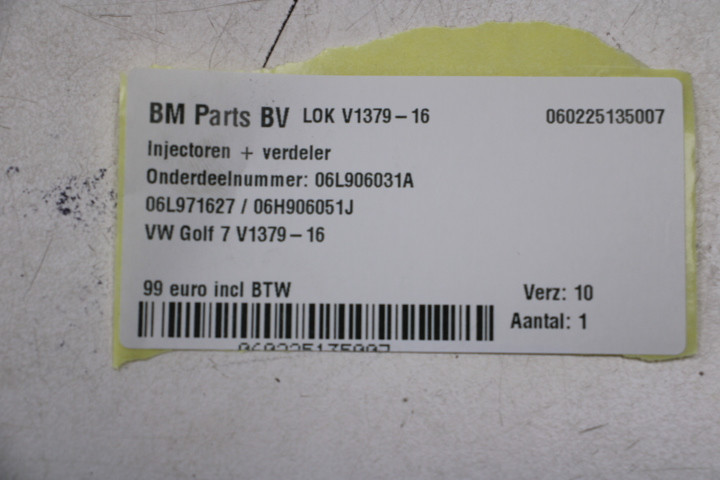 BM Parts BV LOK V1379-16 060225135007
Injectoren + verdeler
Onderdeelnummer: 06L906031A
06L971627 / 06H906051J
VW Golf 7 V1379-16
99 euro incl BTW Verz: 10
Aantal: 1
060225135007